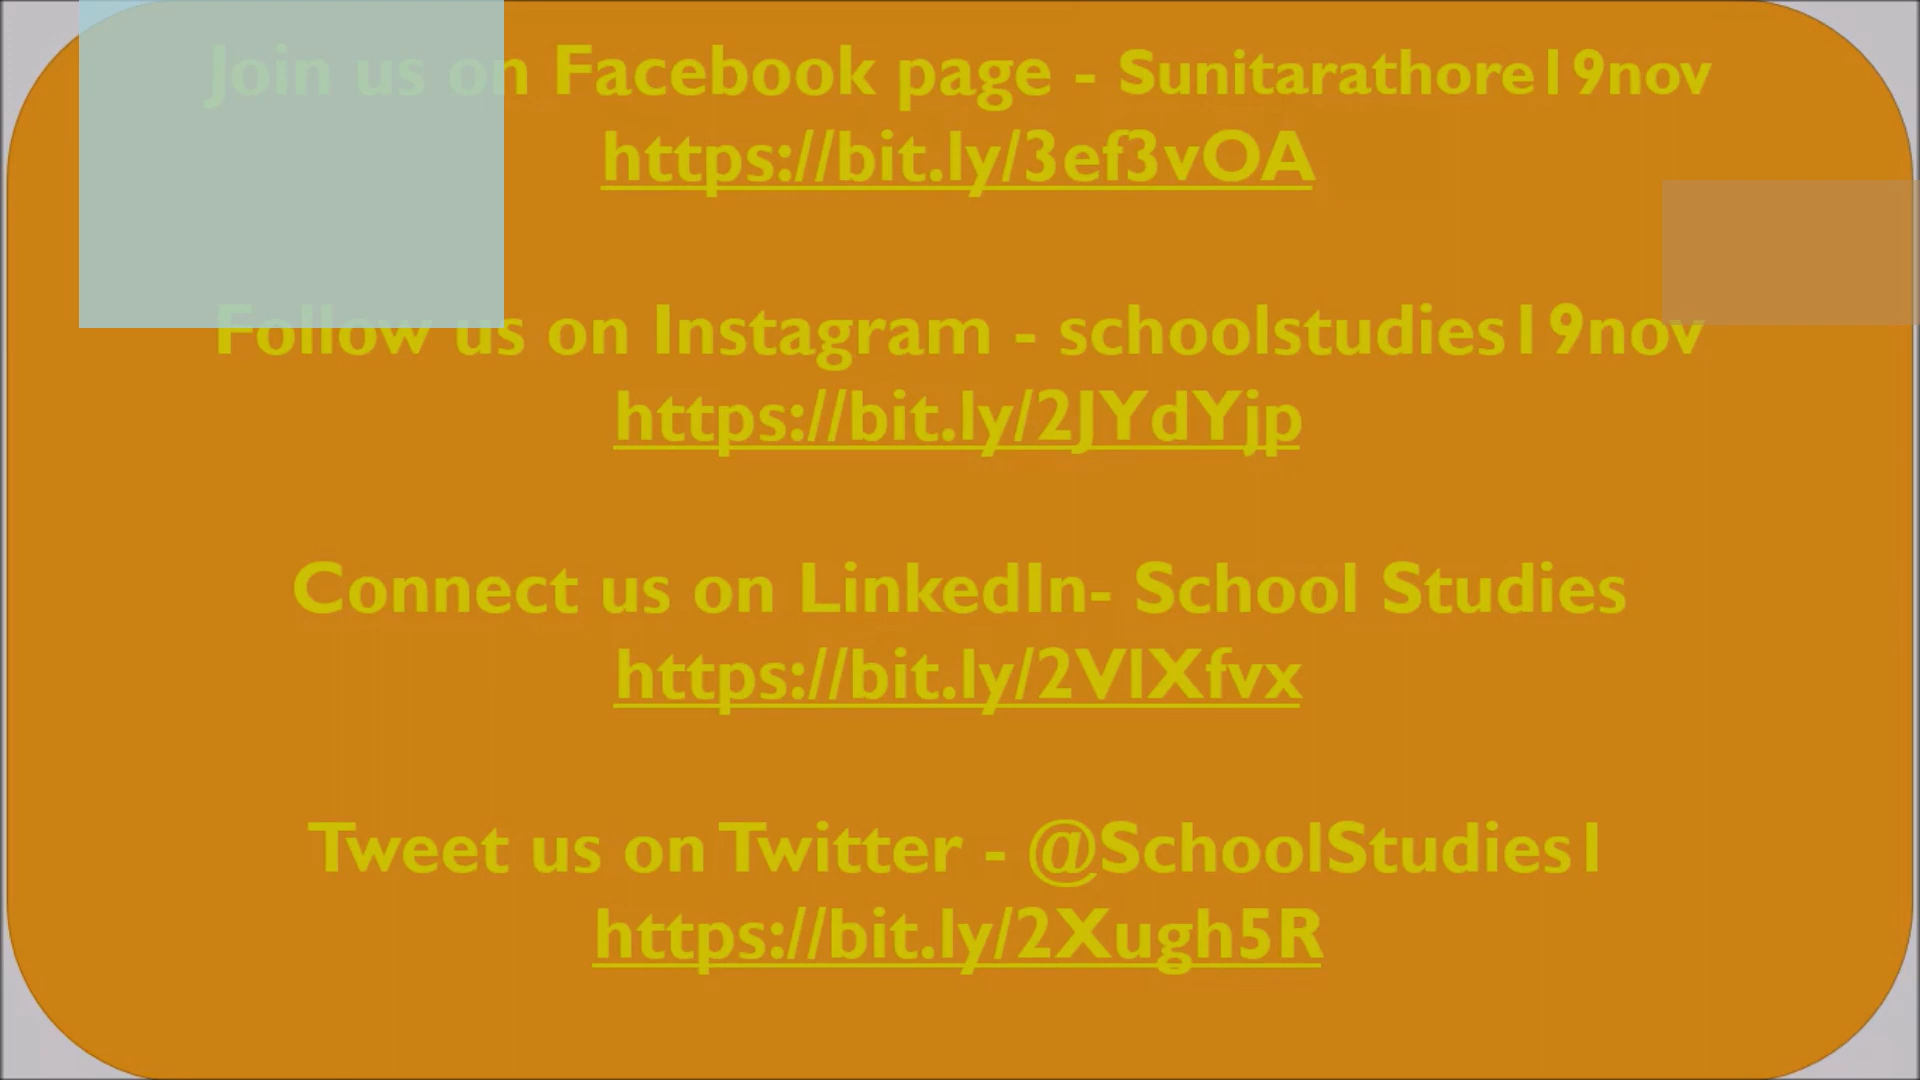 Join us on Facebook page - Sunitarathore19nov
https://bit.ly/3ef3vOA
Follow us on Instagram - schoolstudies19nov
https://bit.ly/2JYdYjp
Connect us on LinkedIn- School Studies
https://bit.ly/2VlXfvx
Tweet us on Twitter - @SchoolStudies1
https://bit.ly/2Xugh5R